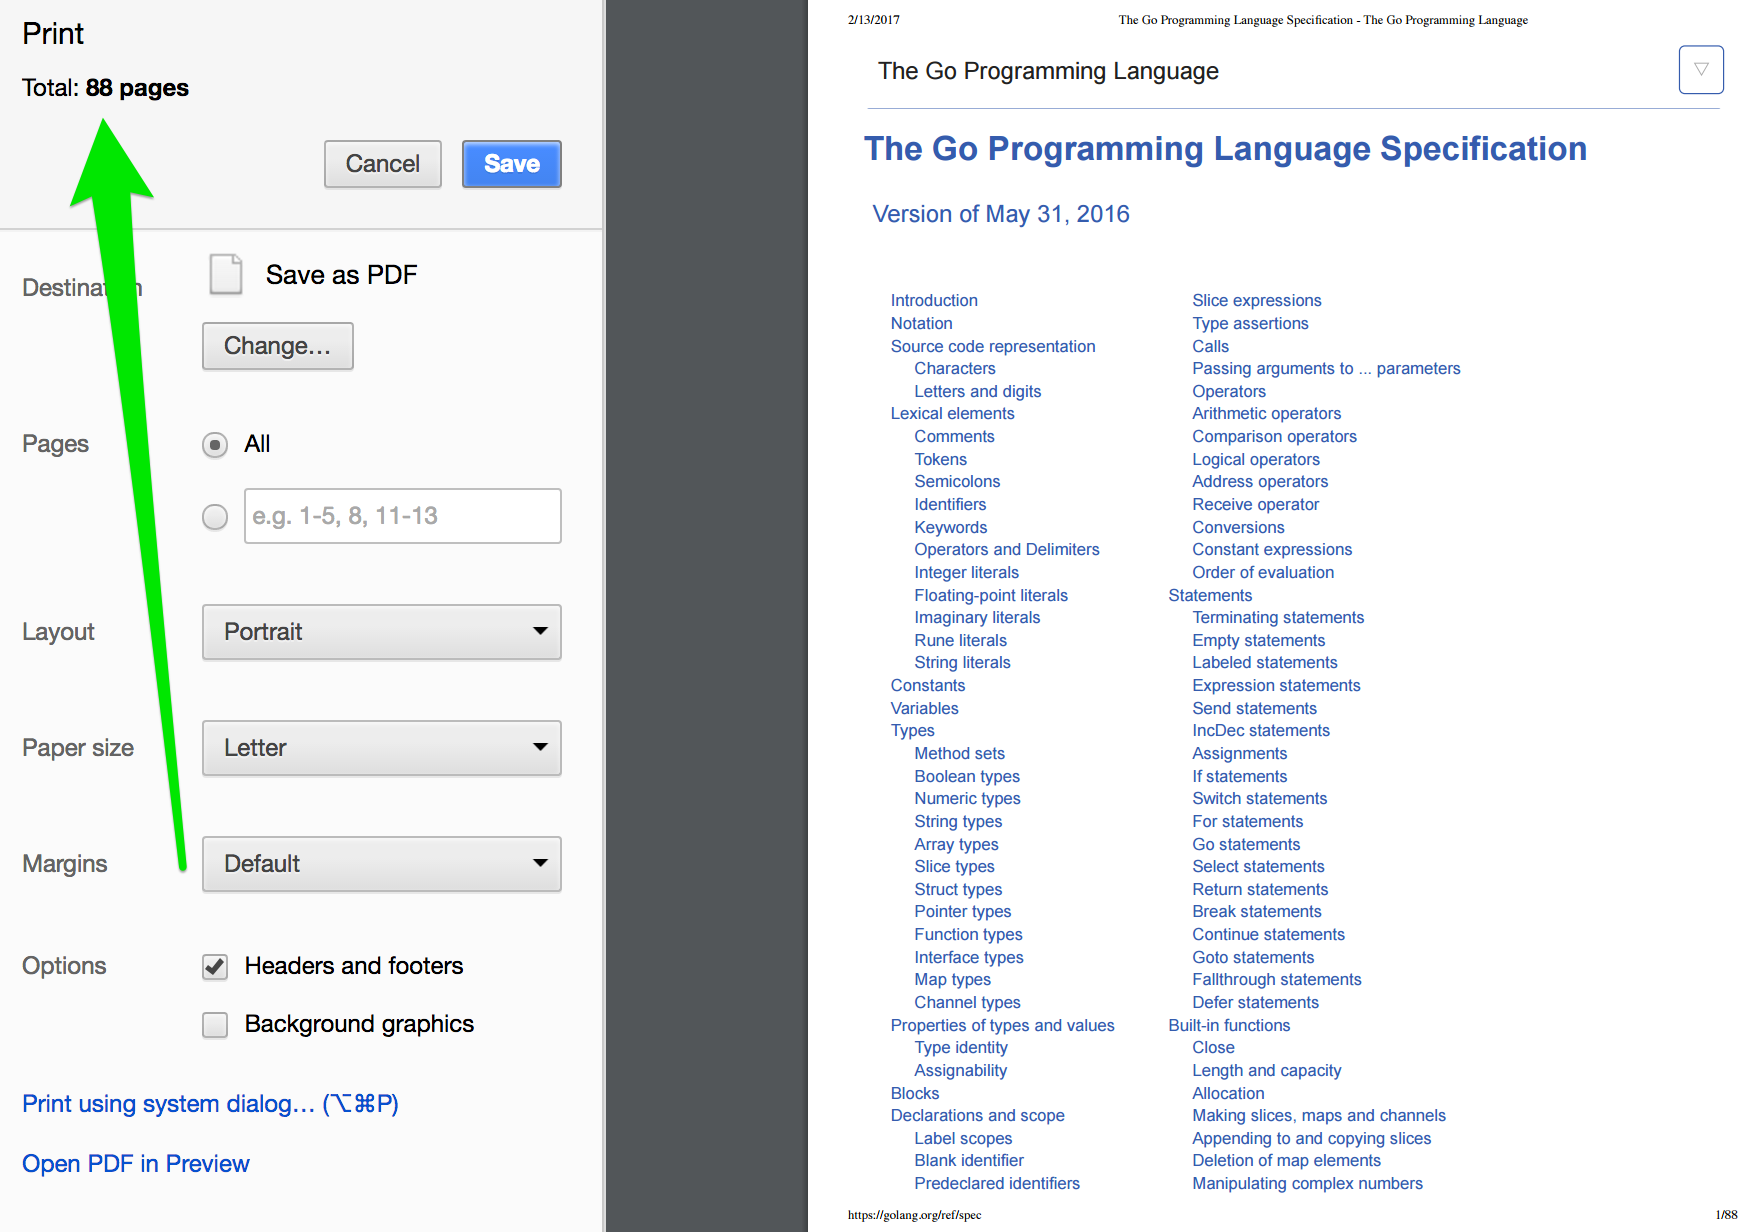 Print
Total: 88 pages
Cancel
Save
Destination
Save as PDF
Change...
Pages
All
e.g. 1-5, 8, 11-13
Layout
Portrait
Paper size
Letter
Margins
Default
Options
Headers and footers
Background graphics
Print using system dialog... (⌥⌘P)
Open PDF in Preview
2/13/2017
The Go Programming Language Specification - The Go Programming Language
The Go Programming Language
▽
The Go Programming Language Specification
Version of May 31, 2016
Introduction
Notation
Source code representation
Characters
Letters and digits
Lexical elements
Comments
Tokens
Semicolons
Identifiers
Keywords
Operators and Delimiters
Integer literals
Floating-point literals
Imaginary literals
Rune literals
String literals
Constants
Variables
Types
Method sets
Boolean types
Numeric types
String types
Array types
Slice types
Struct types
Pointer types
Function types
Interface types
Map types
Channel types
Properties of types and values
Type identity
Assignability
Blocks
Declarations and scope
Label scopes
Blank identifier
Predeclared identifiers
Slice expressions
Type assertions
Calls
Passing arguments to ... parameters
Operators
Arithmetic operators
Comparison operators
Logical operators
Address operators
Receive operator
Conversions
Constant expressions
Order of evaluation
Statements
Terminating statements
Empty statements
Labeled statements
Expression statements
Send statements
IncDec statements
Assignments
If statements
Switch statements
For statements
Go statements
Select statements
Return statements
Break statements
Continue statements
Goto statements
Fallthrough statements
Defer statements
Built-in functions
Close
Length and capacity
Allocation
Making slices, maps and channels
Appending to and copying slices
Deletion of map elements
Manipulating complex numbers
https://golang.org/ref/spec
1/88